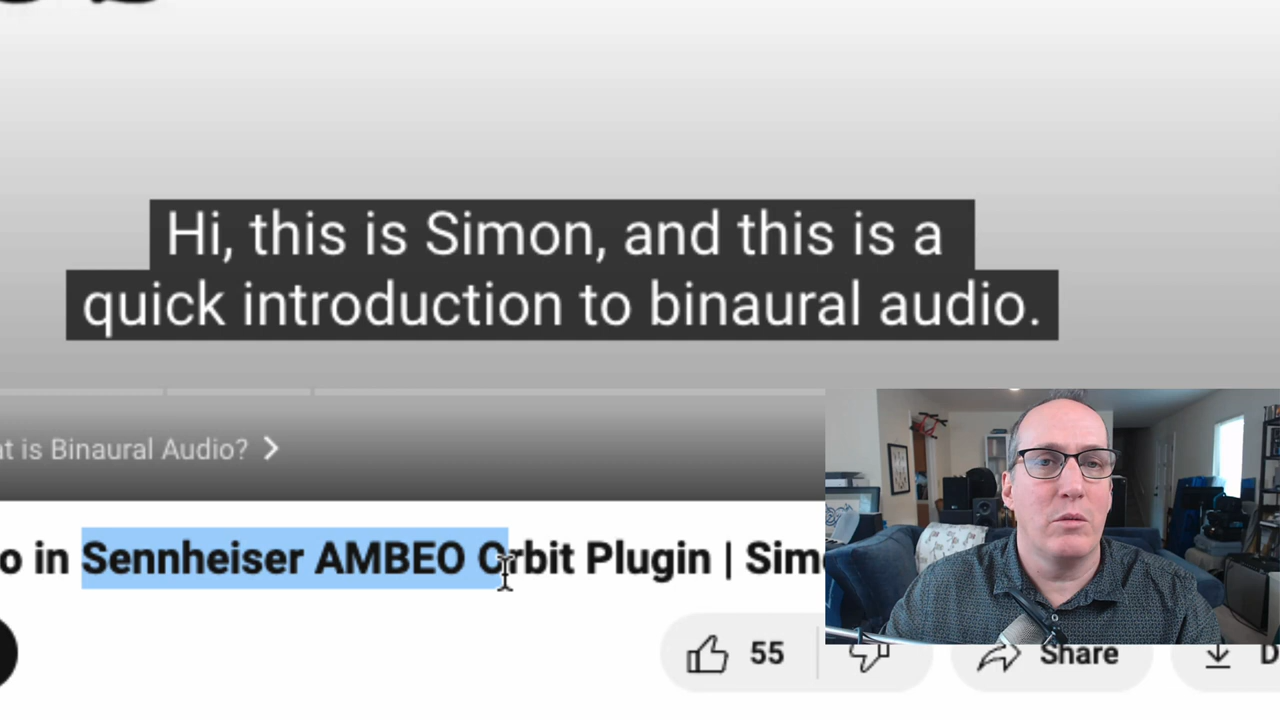 Hi, this is Simon, and this is a
quick introduction to binaural audio.
is Binaural Audio?
in Sennheiser AMBEO Orbit Plugin |
55
Share